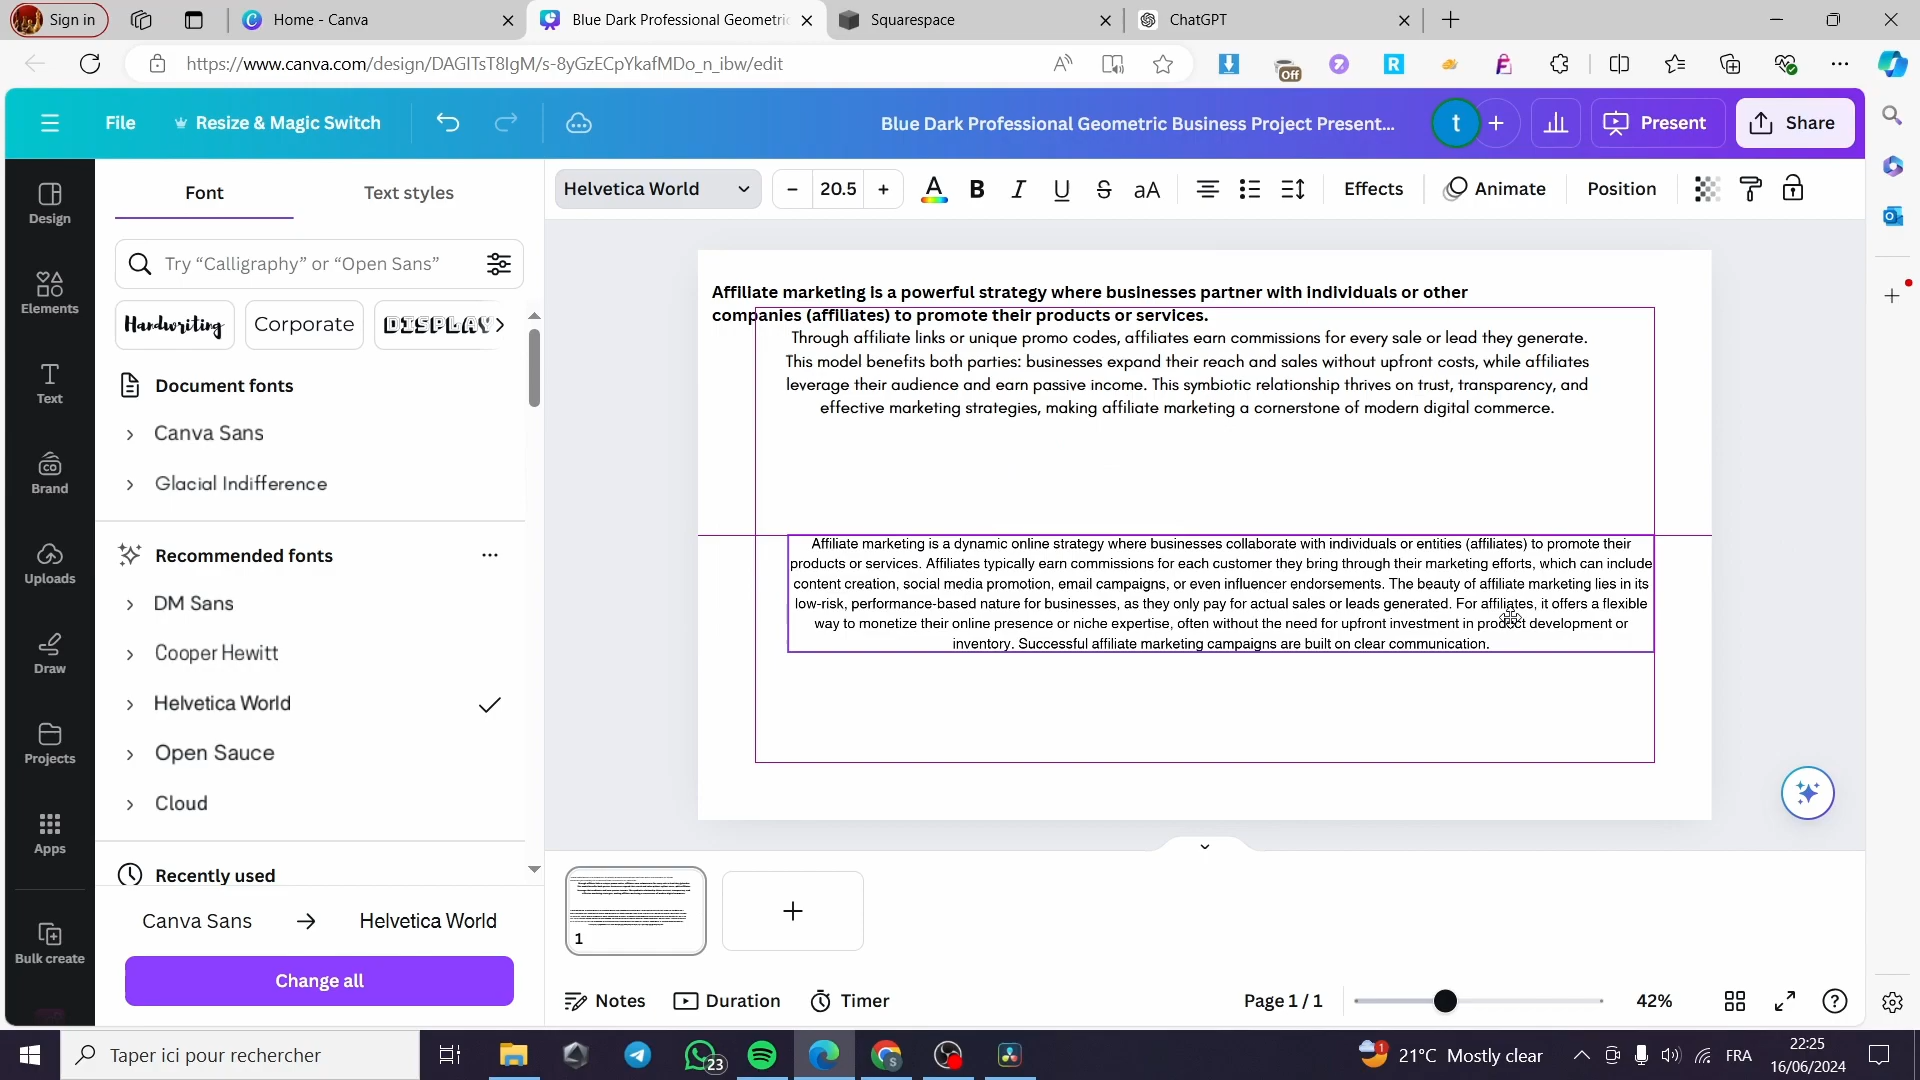 Sign in
Home - Canva
Blue Dark Professional Geometric
Squarespace
ChatGPT
https://www.canva.com/design/DAGITsT8IgM/s-8yGzECpYkafMDo_n_ibw/edit
Off
File
Resize & Magic Switch
Blue Dark Professional Geometric Business Project Present...
t
Present
Share
Design
Elements
Text
Brand
Uploads
Draw
Projects
Apps
Bulk create
Font
Text styles
Try “Calligraphy” or “Open Sans”
Handwriting
Corporate
DISPLAY
Document fonts
Canva Sans
Glacial Indifference
Recommended fonts
DM Sans
Cooper Hewitt
Helvetica World
Open Sauce
Cloud
Recently used
Canva Sans → Helvetica World
Change all
Helvetica World
– 20.5 +
A B I U S aA
Effects
Animate
Position
Affiliate marketing is a powerful strategy where businesses partner with individuals or other
companies (affiliates) to promote their products or services.
Through affiliate links or unique promo codes, affiliates earn commissions for every sale or lead they generate.
This model benefits both parties: businesses expand their reach and sales without upfront costs, while affiliates
leverage their audience and earn passive income. This symbiotic relationship thrives on trust, transparency, and
effective marketing strategies, making affiliate marketing a cornerstone of modern digital commerce.
Affiliate marketing is a dynamic online strategy where businesses collaborate with individuals or entities (affiliates) to promote their
products or services. Affiliates typically earn commissions for each customer they bring through their marketing efforts, which can include
content creation, social media promotion, email campaigns, or even influencer endorsements. The beauty of affiliate marketing lies in its
low-risk, performance-based nature for businesses, as they only pay for actual sales or leads generated. For affiliates, it offers a flexible
way to monetize their online presence or niche expertise, often without the need for upfront investment in product development or
inventory. Successful affiliate marketing campaigns are built on clear communication.
1
Notes
Duration
Timer
Page 1 / 1
42%
Taper ici pour rechercher
23
1
21°C Mostly clear
FRA
22:25
16/06/2024